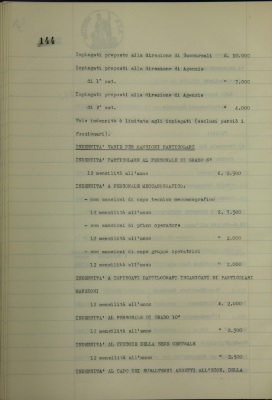 144
Impiegati preposti alla direzione di Succursali £. 10.000
Impiegati preposti alla direzione di Agenzia
di 1° cat. " 7.000
Impiegati preposti alla direzione di Agenzia
di 2° cat. " 4.000
Tale indennità è limitata agli impiegati (esclusi perciò i
funzionari);
INDENNITA' VARIE PER MANSIONI PARTICOLARI
INDENNITA' PARTICOLARE AL PERSONALE DI GRADO 6°
12 mensilità all'anno £. 2.500
INDENNITA' A PERSONALE MECCANOGRAFICO:
- con mansioni di capo tecnico meccanografico
12 mensilità all'anno £. 7.500
- con mansioni di primo operatore
12 mensilità all'anno " 2.000
- con mansioni di capo gruppo operatrici
12 mensilità all'anno " 2.000
INDENNITA' A IMPIEGATI DATTILOGRAFI INCARICATI DI PARTICOLARI
MANSIONI
12 mensilità all'anno £. 2.000
INDENNITA' AL PERSONALE DI GRADO 10°
12 mensilità all'anno " 2.500
INDENNITA' AL CUSTODE DELLA SEDE CENTRALE
12 mensilità all'anno " 2.500
INDENNITA' AL CAPO DEI SUBALTERNI ADDETTI ALL'ECON. DELLA